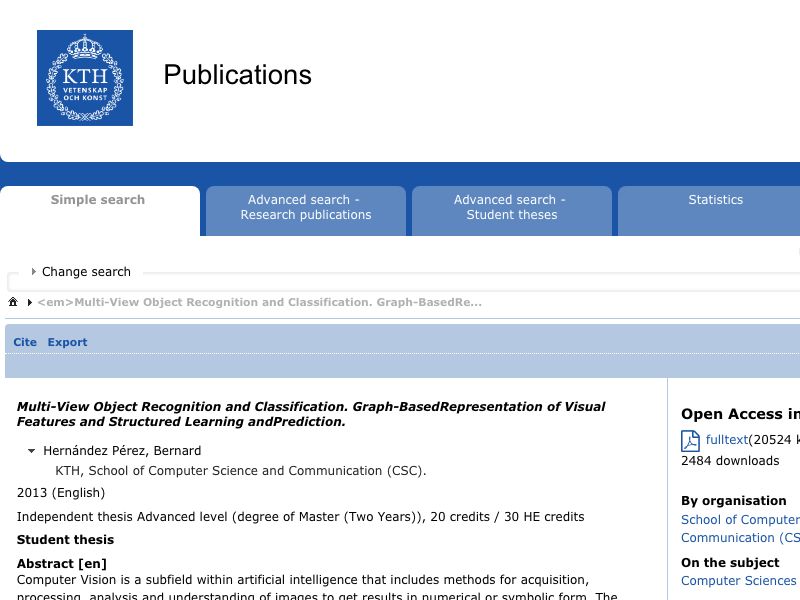 KTH
VETENSKAP
OCH KONST
Publications
Simple search
Advanced search -
Research publications
Advanced search -
Student theses
Statistics
Change search
<em>Multi-View Object Recognition and Classification. Graph-BasedRe...
Cite Export
Multi-View Object Recognition and Classification. Graph-BasedRepresentation of Visual
Features and Structured Learning andPrediction.
Hernández Pérez, Bernard
KTH, School of Computer Science and Communication (CSC).
2013 (English)
Independent thesis Advanced level (degree of Master (Two Years)), 20 credits / 30 HE credits
Student thesis
Abstract [en]
Computer Vision is a subfield within artificial intelligence that includes methods for acquisition,
processing, analysis and understanding of images to get results in numerical or symbolic form. The
Open Access in
fulltext(20524 k
2484 downloads
By organisation
School of Computer
Communication (CS
On the subject
Computer Sciences